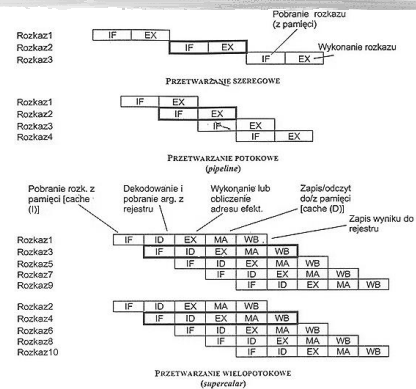 Pobranie rozkazu
(z pamięci)
Rozkaz1 IF EX
Rozkaz2 IF EX
Wykonanie rozkazu
Rozkaz3 IF EX
PRZETWARZANIE SZEREGOWE
Rozkaz1 IF EX
Rozkaz2 IF EX
Rozkaz3 IF EX
Rozkaz4 IF EX
PRZETWARZANIE POTOKOWE
(pipeline)
Pobranie rozk. z
pamięci [cache
(I)]
Dekodowanie i
pobranie arg. z
rejestru
Wykonanie lub
obliczenie
adresu efekt.
Zapis/odczyt
do/z pamięci
[cache (D)]
Zapis wyniku do
rejestru
Rozkaz1 IF ID EX MA WB
Rozkaz3 IF ID EX MA WB
Rozkaz5 IF ID EX MA WB
Rozkaz7 IF ID EX MA WB
Rozkaz9 IF ID EX MA WB
Rozkaz2 IF ID EX MA WB
Rozkaz4 IF ID EX MA WB
Rozkaz6 IF ID EX MA WB
Rozkaz8 IF ID EX MA WB
Rozkaz10 IF ID EX MA WB
PRZETWARZANIE WIELOPOTOKOWE
(supercalar)